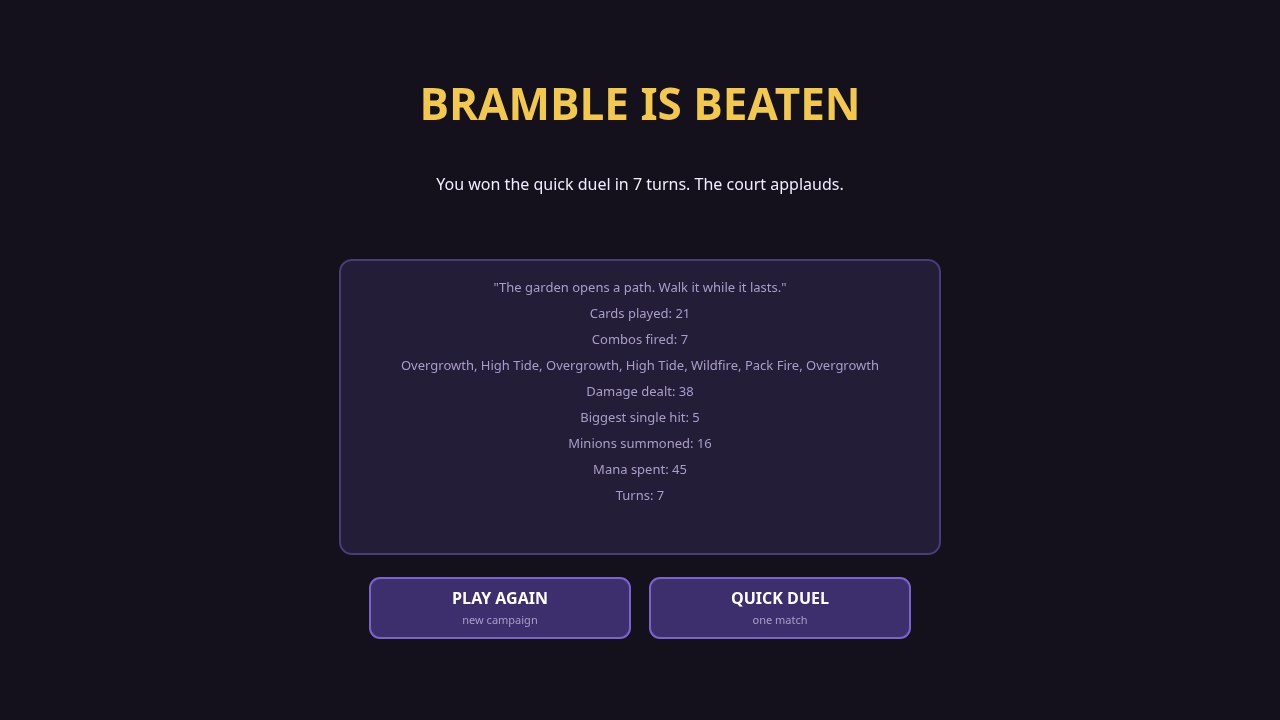 BRAMBLE IS BEATEN
You won the quick duel in 7 turns. The court applauds.
"The garden opens a path. Walk it while it lasts."
Cards played: 21
Combos fired: 7
Overgrowth, High Tide, Overgrowth, High Tide, Wildfire, Pack Fire, Overgrowth
Damage dealt: 38
Biggest single hit: 5
Minions summoned: 16
Mana spent: 45
Turns: 7
PLAY AGAIN
new campaign
QUICK DUEL
one match